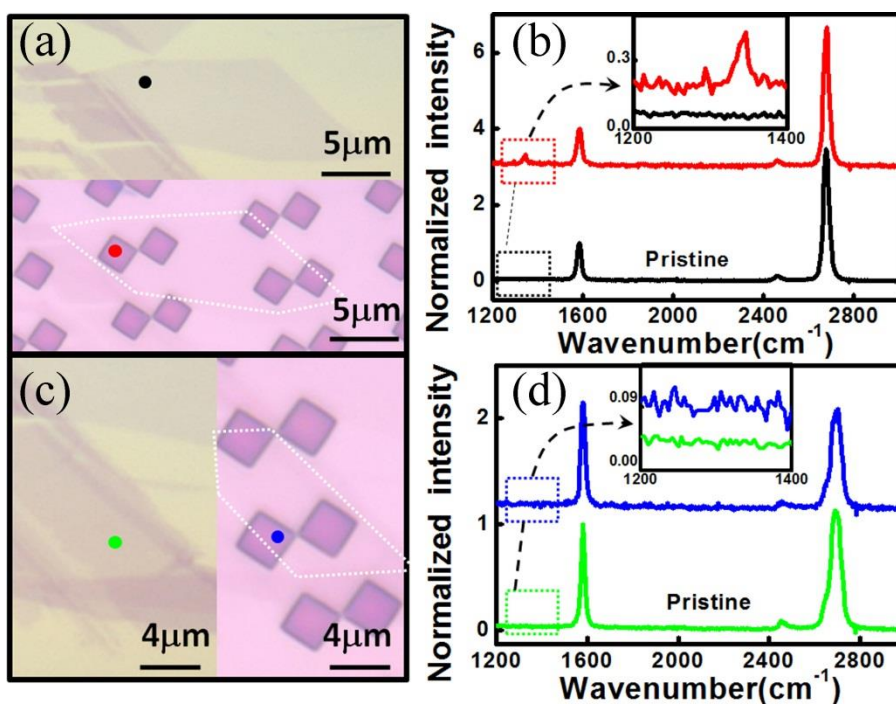 (a)
5μm
5μm
(b)
Normalized intensity
6
4
2
0
0.3
0.0
1200
1400
Pristine
1200
1600
2000
2400
2800
Wavenumber(cm⁻¹)
(c)
4μm
4μm
(d)
Normalized intensity
2
1
0
0.09
0.00
1200
1400
Pristine
1200
1600
2000
2400
2800
Wavenumber(cm⁻¹)